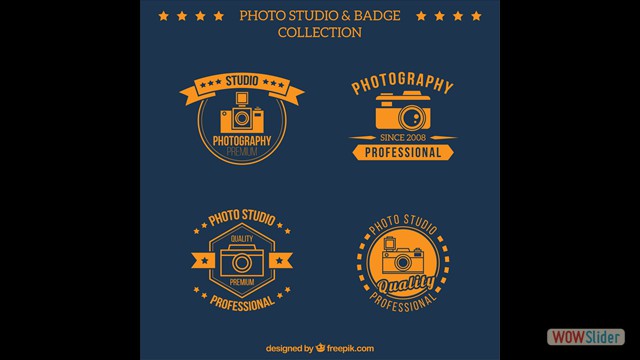 PHOTO STUDIO & BADGE
COLLECTION
STUDIO
PHOTOGRAPHY
PREMIUM
PHOTOGRAPHY
SINCE 2008
PROFESSIONAL
PHOTO STUDIO
QUALITY
PREMIUM
PROFESSIONAL
PHOTO STUDIO
Quality
PROFESSIONAL
designed by freepik.com
WOWSlider